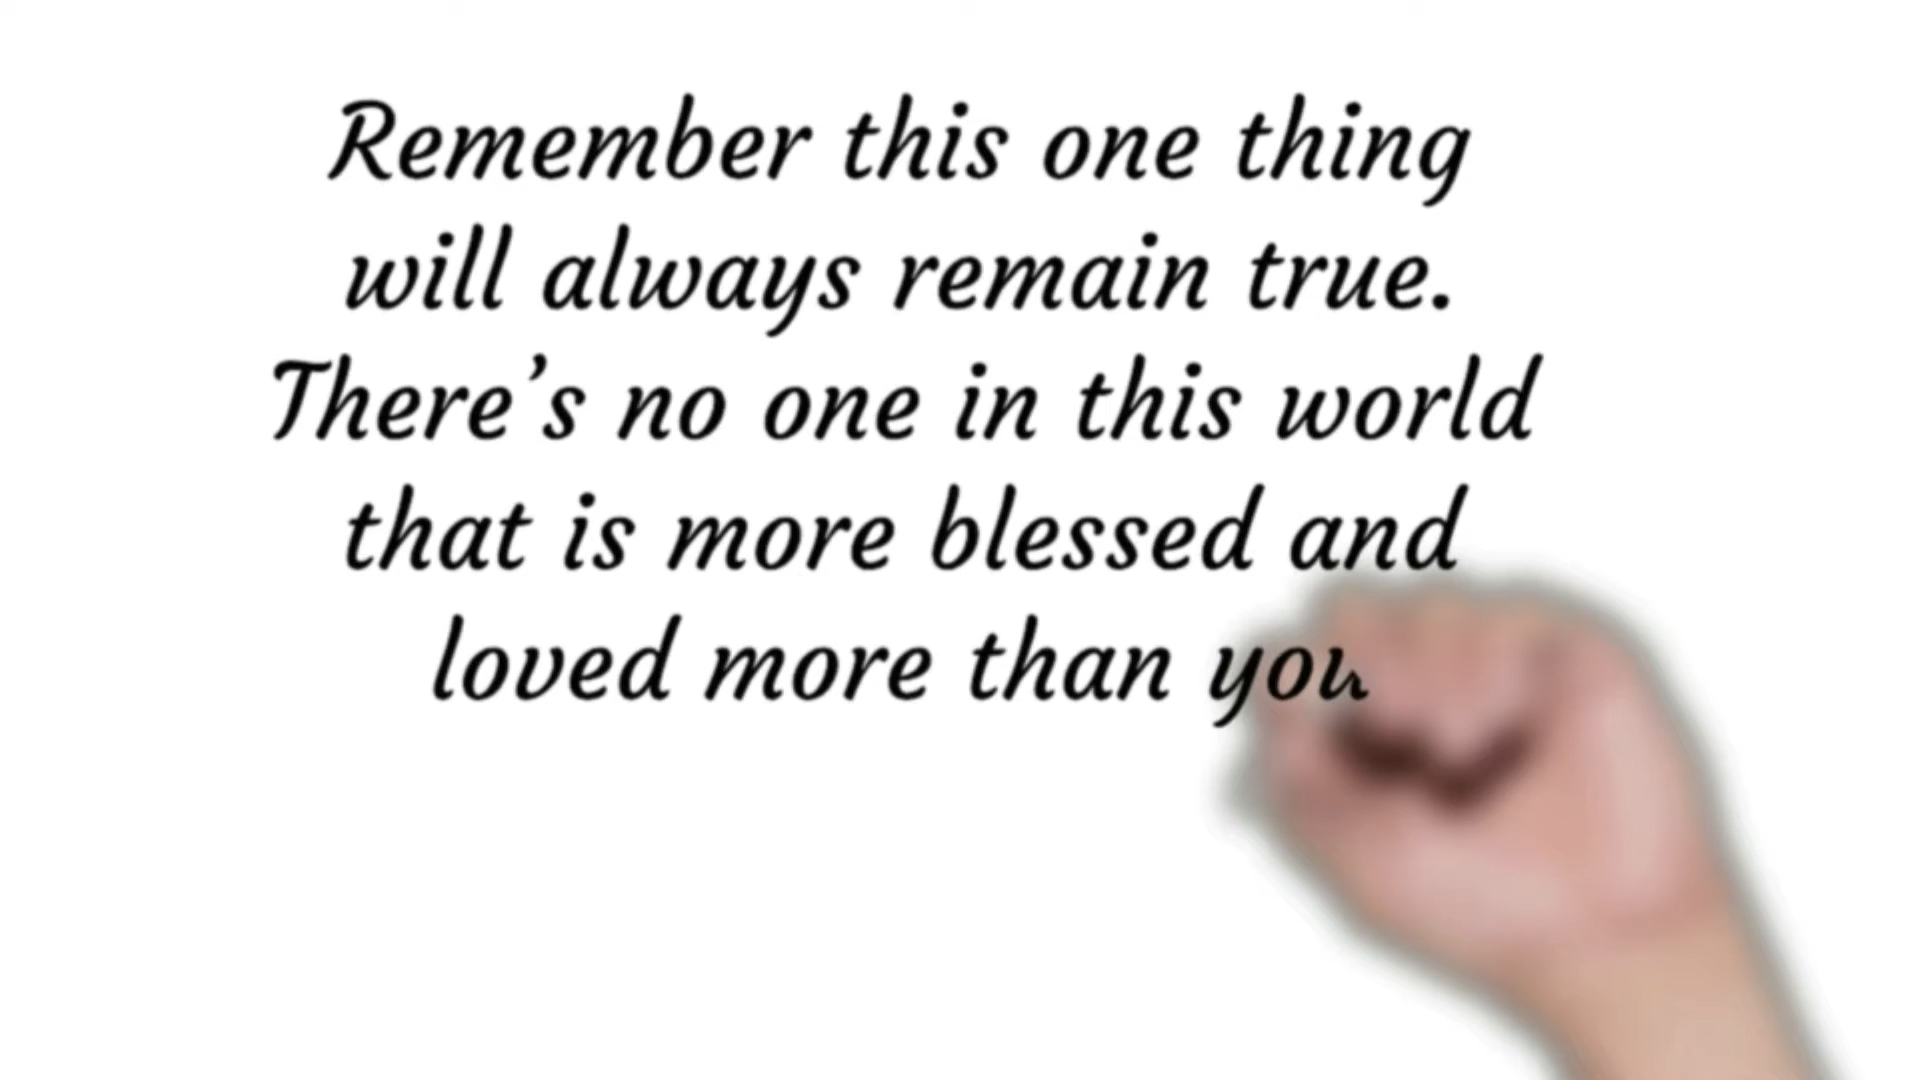 Remember this one thing
will always remain true.
There’s no one in this world
that is more blessed and
loved more than you